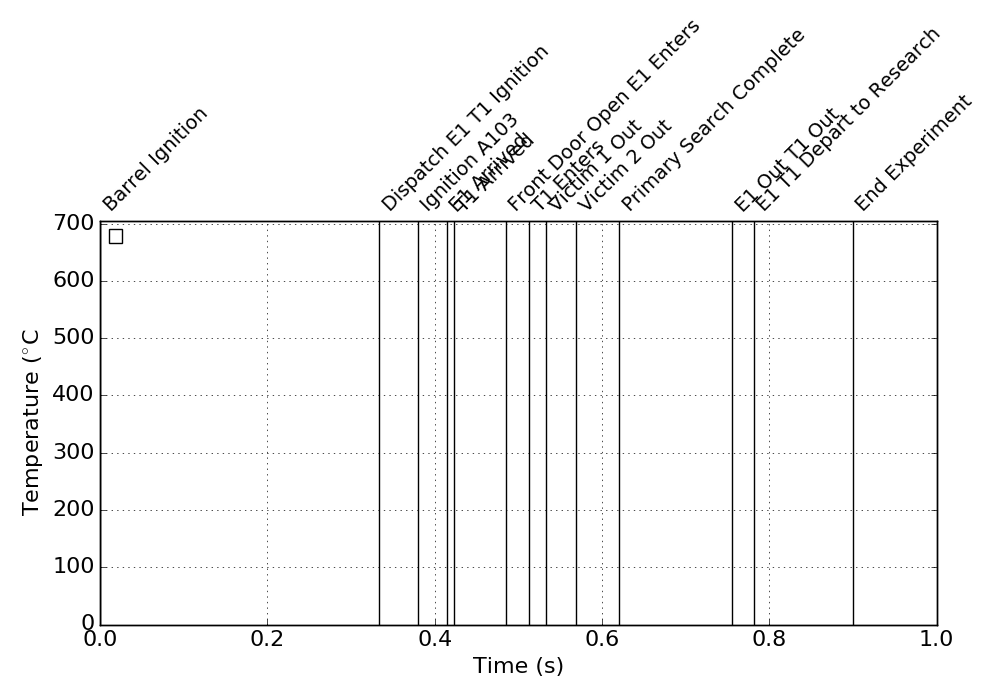 Barrel Ignition
Dispatch E1 T1 Ignition
Ignition A103
E1 Arrived
T1 Arrived
Front Door Open E1 Enters
T1 Enters
Victim 1 Out
Victim 2 Out
Primary Search Complete
E1 Out T1 Out
E1 T1 Depart to Research
End Experiment
700
600
500
400
300
200
100
0
Temperature (°C
0.0 0.2 0.4 0.6 0.8 1.0
Time (s)